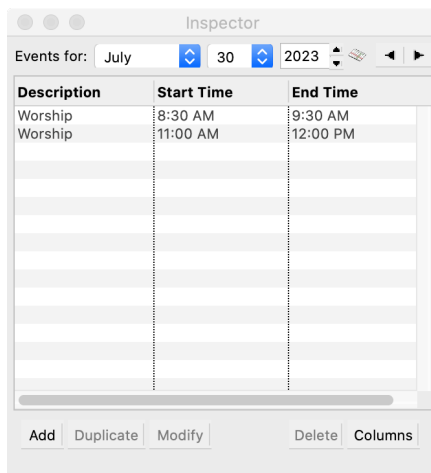 Inspector
Events for: July 30 2023
Description Start Time End Time
Worship 8:30 AM 9:30 AM
Worship 11:00 AM 12:00 PM
Add Duplicate Modify Delete Columns